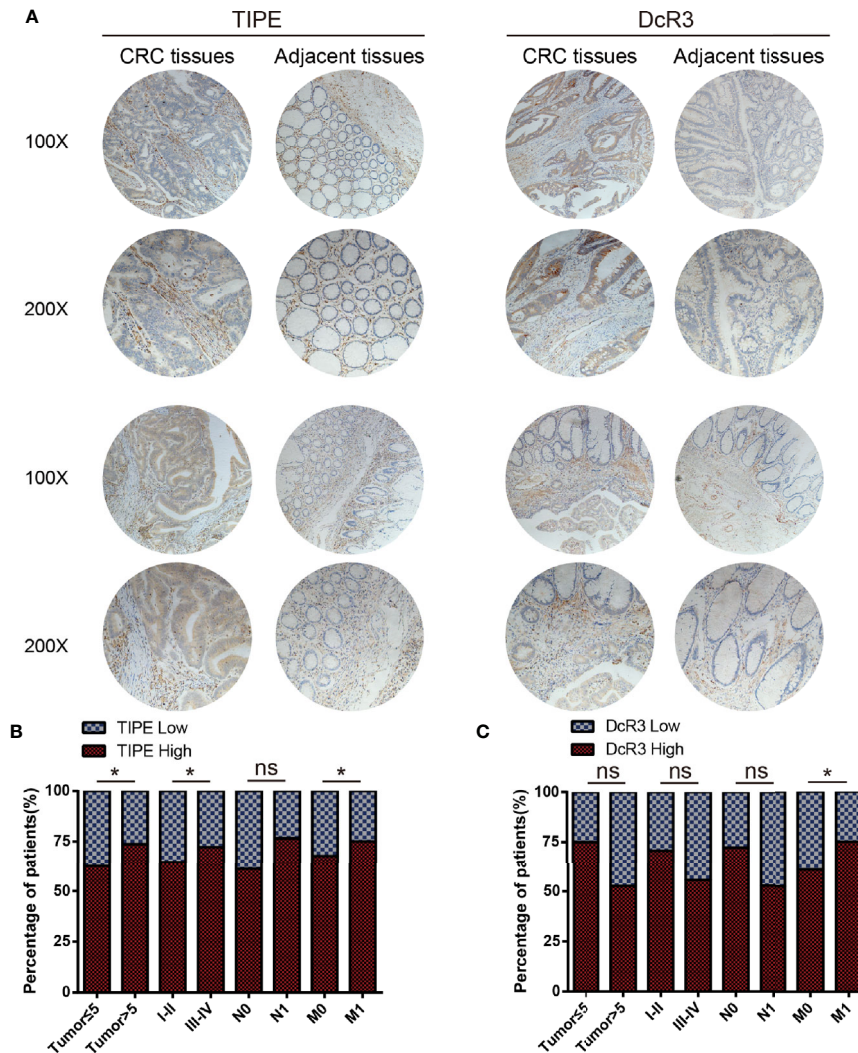 A
TIPE
DcR3
CRC tissues
Adjacent tissues
CRC tissues
Adjacent tissues
100X
200X
100X
200X
B
TIPE Low
TIPE High
* * ns *
Percentage of patients(%)
100
75
50
25
0
Tumor≤5
Tumor>5
I-II
III-IV
N0
N1
M0
M1
C
DcR3 Low
DcR3 High
ns ns ns *
Percentage of patients(%)
100
75
50
25
0
Tumor≤5
Tumor>5
I-II
III-IV
N0
N1
M0
M1